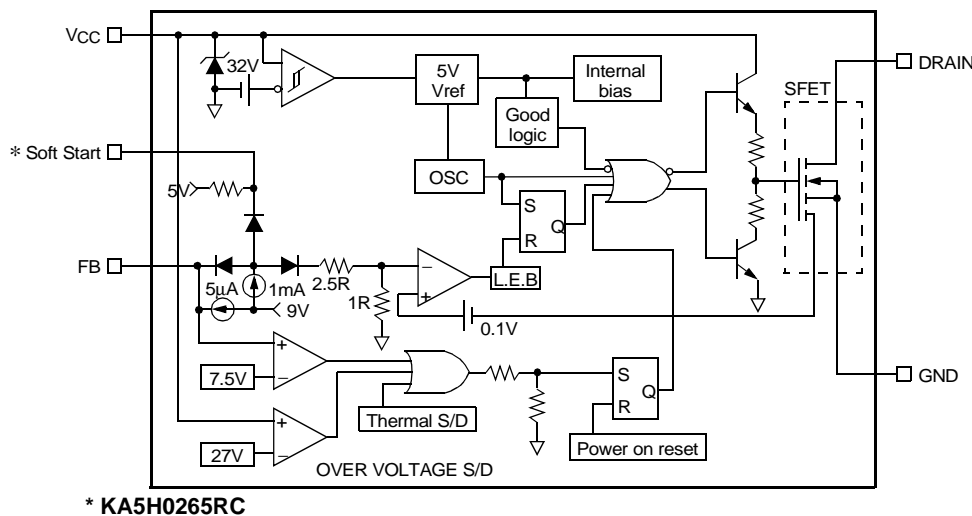 VCC
DRAIN
32V
5V
Vref
Internal
bias
SFET
Good
logic
* Soft Start
OSC
5V
S
R
Q
FB
2.5R
L.E.B
5μA
1mA
1R
9V
0.1V
+
−
7.5V
S
R
Q
GND
Thermal S/D
+
−
27V
Power on reset
OVER VOLTAGE S/D
−
+
* KA5H0265RC